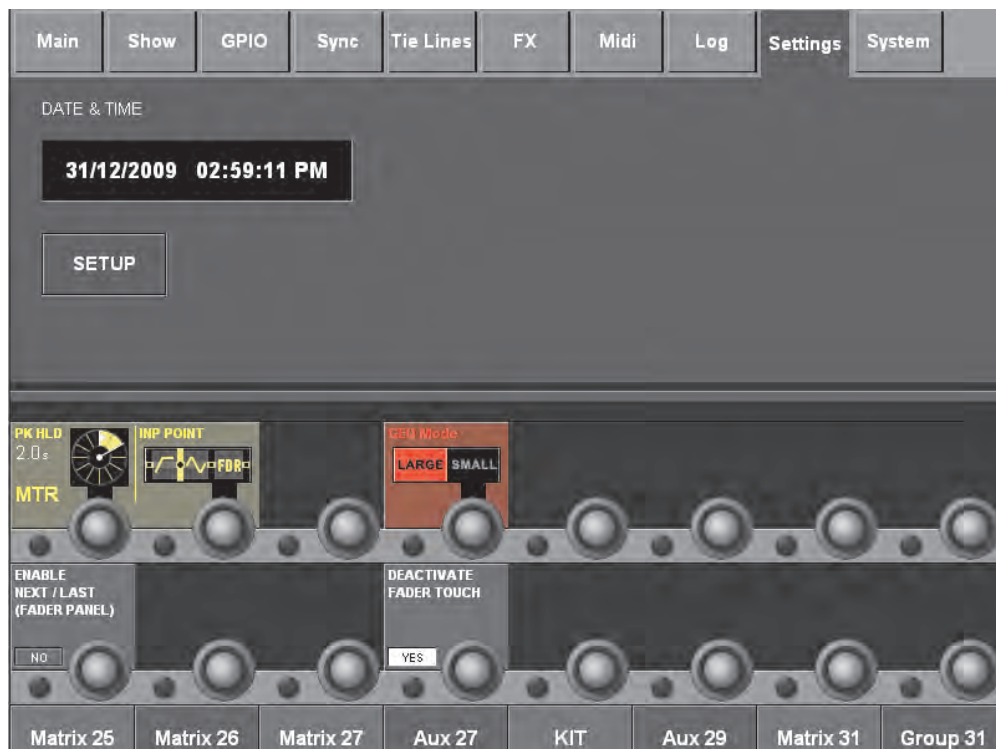 Main Show GPIO Sync Tie Lines FX Midi Log Settings System
DATE & TIME
31/12/2009 02:59:11 PM
SETUP
PK HLD
2.0s
MTR
INP POINT
FDR
GEQ Mode
LARGE SMALL
ENABLE
NEXT / LAST
(FADER PANEL)
NO
DEACTIVATE
FADER TOUCH
YES
Matrix 25 Matrix 26 Matrix 27 Aux 27 KIT Aux 29 Matrix 31 Group 31